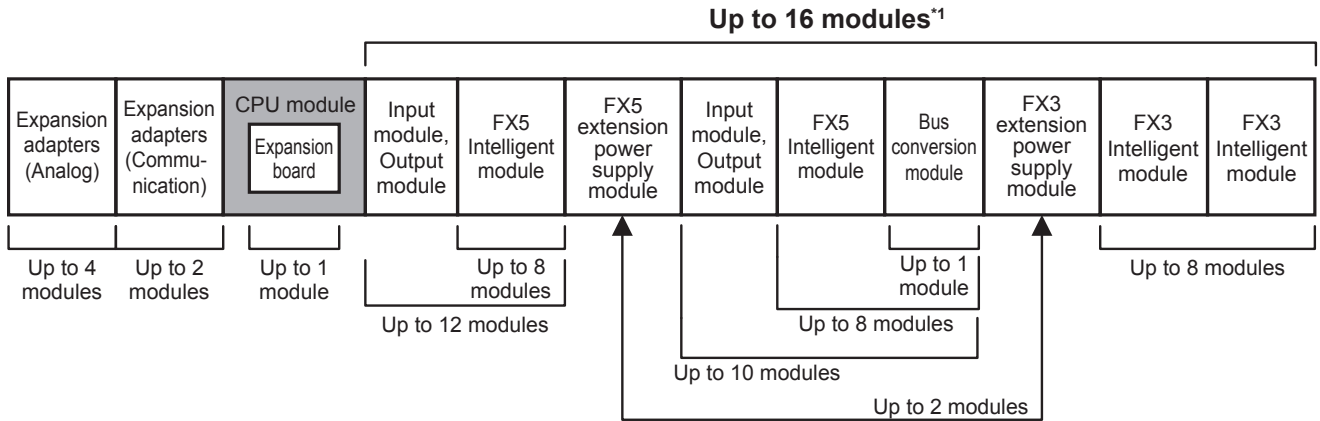 Up to 16 modules*1
Expansion
adapters
(Analog)
Expansion
adapters
(Commu-
nication)
CPU module
Expansion
board
Input
module,
Output
module
FX5
Intelligent
module
FX5
extension
power
supply
module
Input
module,
Output
module
FX5
Intelligent
module
Bus
conversion
module
FX3
extension
power
supply
module
FX3
Intelligent
module
FX3
Intelligent
module
Up to 4
modules
Up to 2
modules
Up to 1
module
Up to 8
modules
Up to 1
module
Up to 8 modules
Up to 12 modules
Up to 8 modules
Up to 10 modules
Up to 2 modules